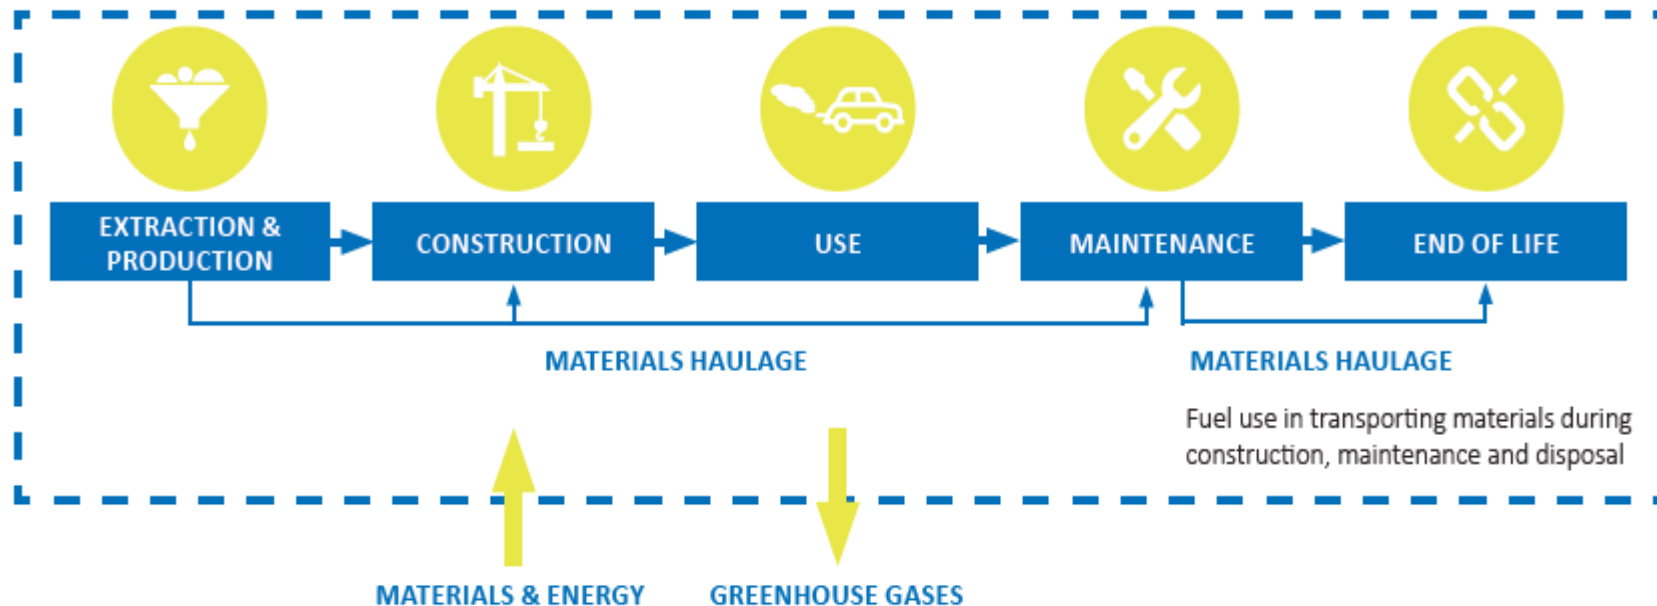 EXTRACTION &
PRODUCTION
CONSTRUCTION
USE
MAINTENANCE
END OF LIFE
MATERIALS HAULAGE
MATERIALS HAULAGE
Fuel use in transporting materials during
construction, maintenance and disposal
MATERIALS & ENERGY
GREENHOUSE GASES